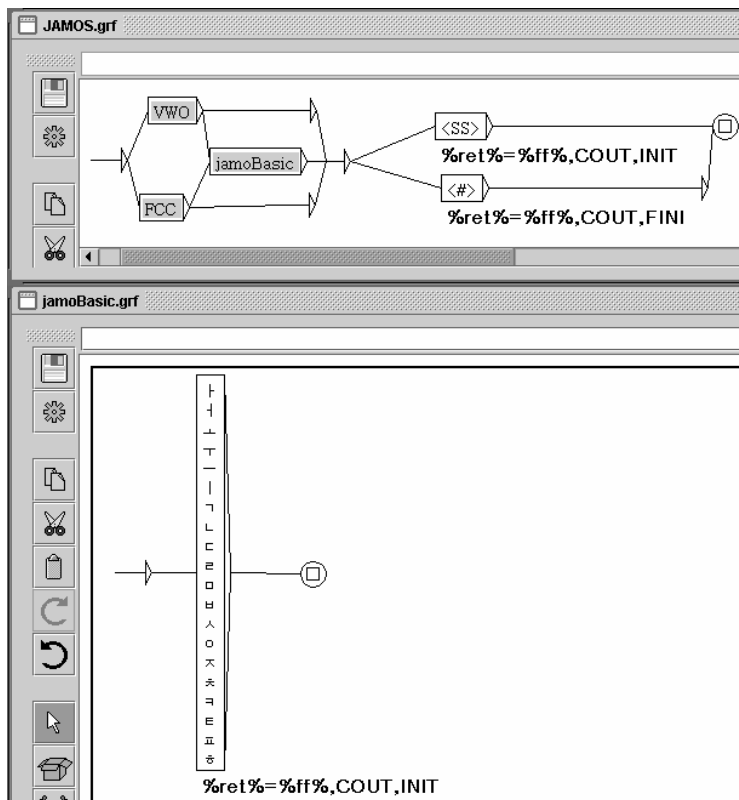 JAMOS.grf
VWO
<SS>
%ret%=%ff%,COUT,INIT
jamoBasic
<#>
FCC
%ret%=%ff%,COUT,FINI
jamoBasic.grf
ㅏ
ㅓ
ㅗ
ㅜ
ㅡ
ㅣ
ㄱ
ㄴ
ㄷ
ㄹ
ㅁ
ㅂ
ㅅ
ㅇ
ㅈ
ㅊ
ㅋ
ㅌ
ㅍ
ㅎ
%ret%=%ff%,COUT,INIT